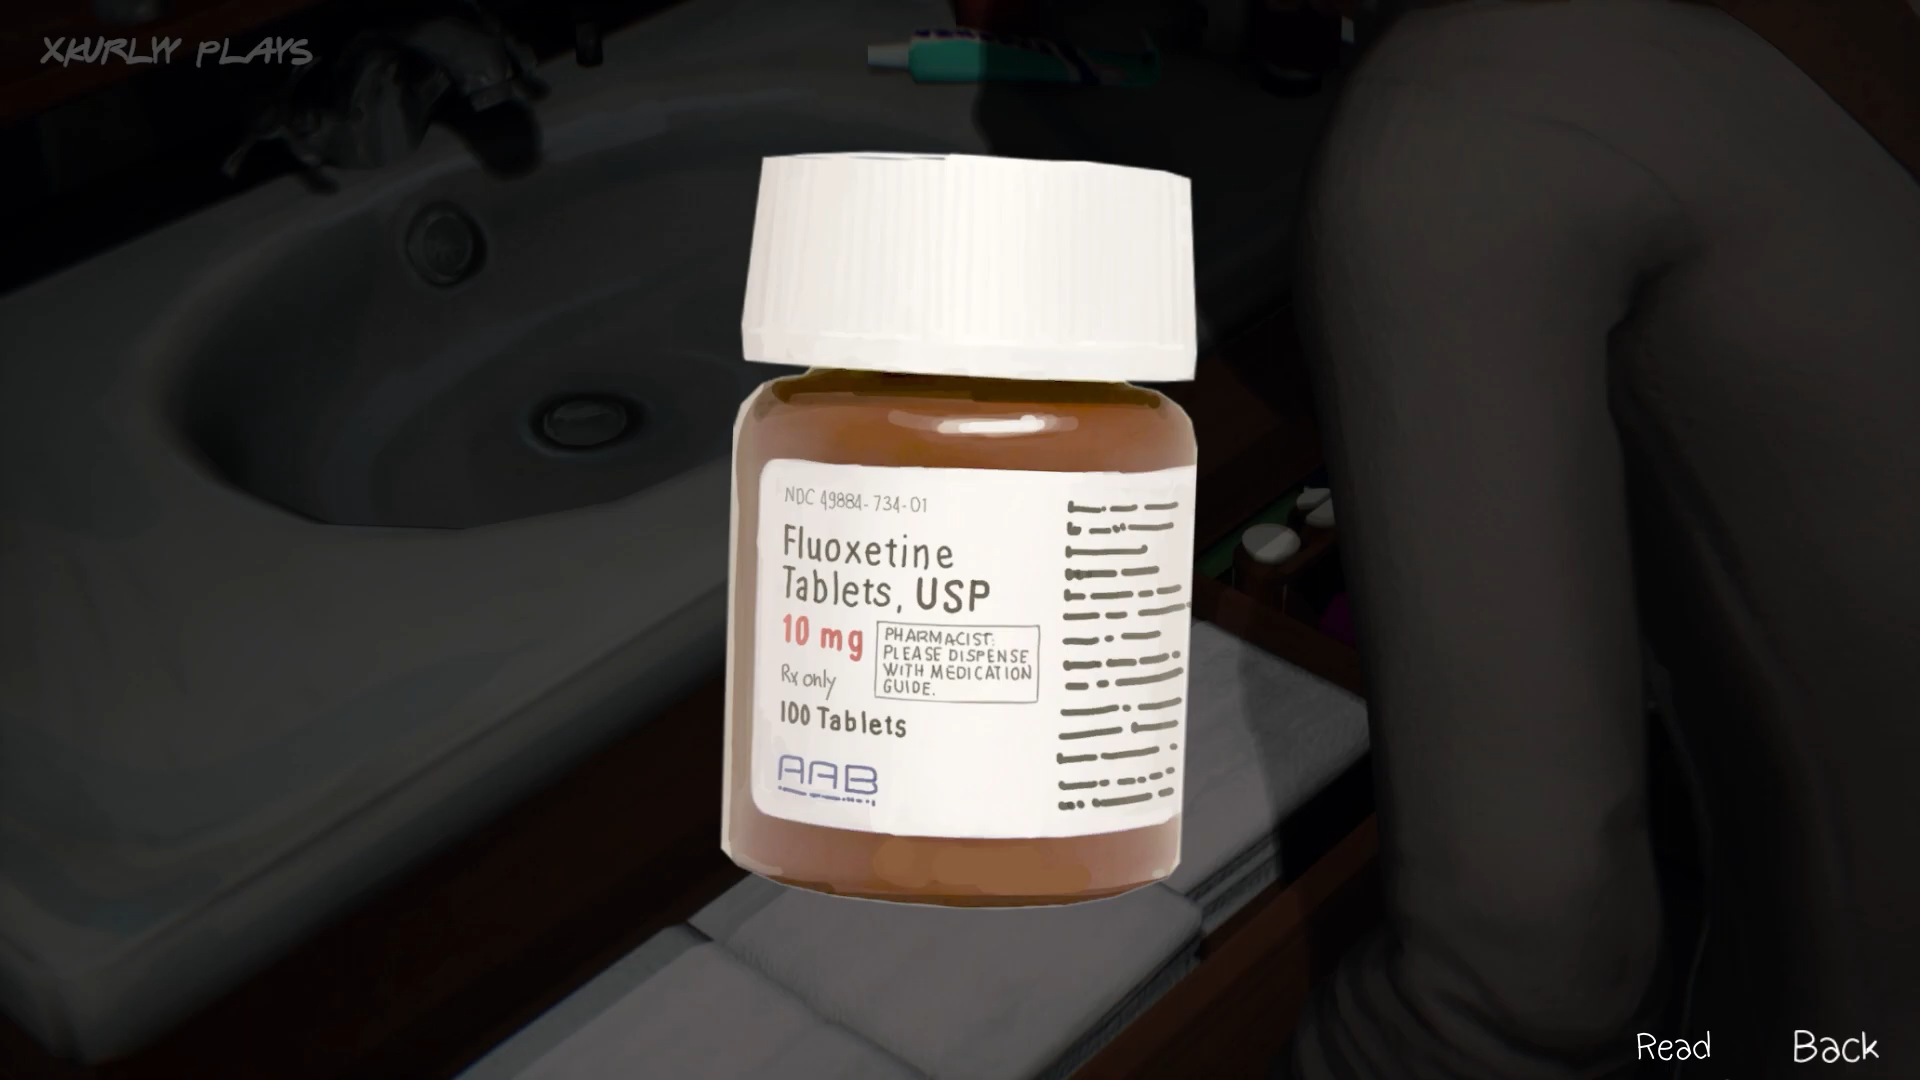 XKURLYY PLAYS
NDC 49884-734-01
Fluoxetine
Tablets, USP
10 mg
PHARMACIST:
PLEASE DISPENSE
WITH MEDICATION
GUIDE.
Rx only
100 Tablets
AAB
Read
Back